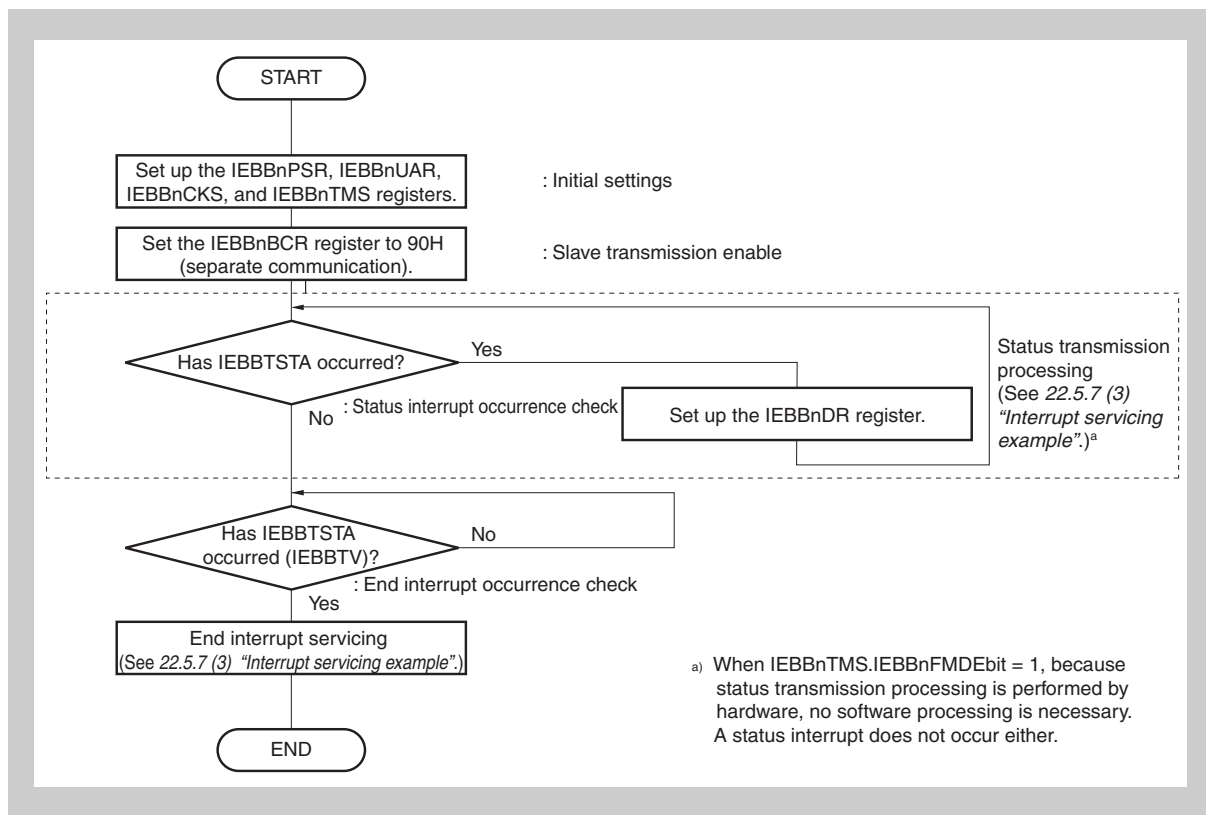 START
Set up the IEBBnPSR, IEBBnUAR,
IEBBnCKS, and IEBBnTMS registers.
: Initial settings
Set the IEBBnBCR register to 90H
(separate communication).
: Slave transmission enable
Has IEBBTSTA occurred?
Yes
No
: Status interrupt occurrence check
Set up the IEBBnDR register.
Status transmission
processing
(See 22.5.7 (3)
“Interrupt servicing
example”.)a
Has IEBBTSTA
occurred (IEBBTV)?
No
: End interrupt occurrence check
Yes
End interrupt servicing
(See 22.5.7 (3) “Interrupt servicing example”.)
END
a) When IEBBnTMS.IEBBnFMDEbit = 1, because
status transmission processing is performed by
hardware, no software processing is necessary.
A status interrupt does not occur either.